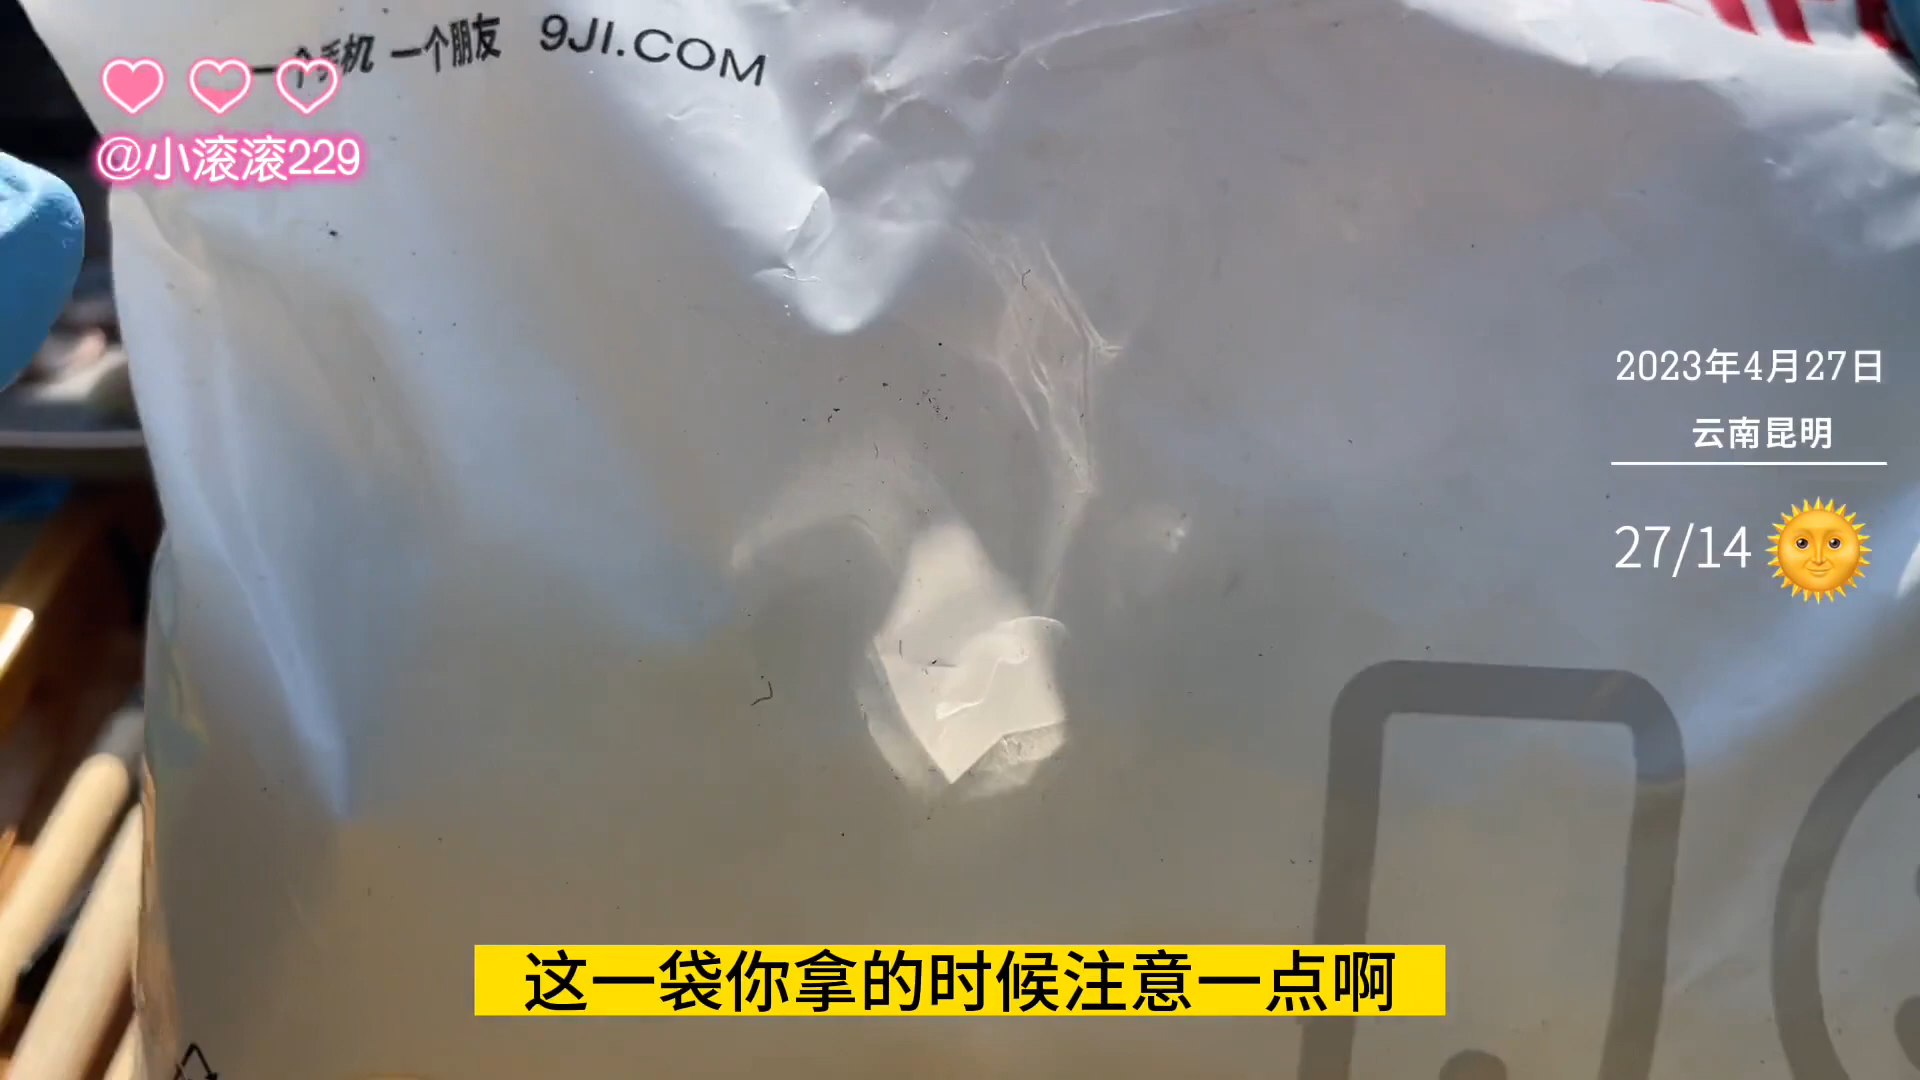 一个手机 一个朋友 9JI.COM
@小滚滚229
2023年4月27日
云南昆明
27/14
这一袋你拿的时候注意一点啊